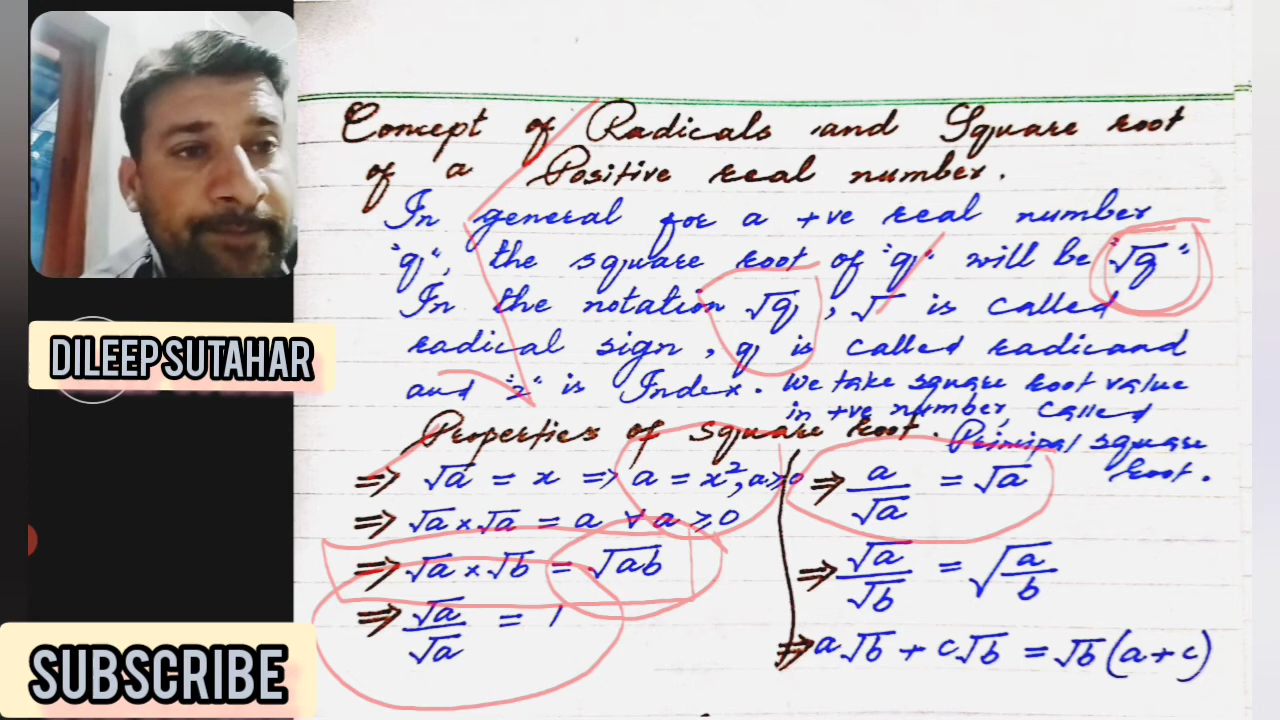 DILEEP SUTAHAR
SUBSCRIBE
Concept of Radicals and Square root
of a Positive real number.
In general for a +ve real number
"q", the square root of "q" will be "√q"
In the notation √q, √ is called
radical sign, q is called radicand
and "2" is Index. We take square root value
in +ve number, called
Principal square
root.
Properties of square root.
⇒ √a = x ⇒ a = x², a≥0
⇒ √a × √a = a ∀ a ≥ 0
⇒ √a × √b = √ab
⇒ √a/√a = 1
⇒ a/√a = √a
⇒ √a/√b = √(a/b)
⇒ a√b + c√b = √b(a+c)